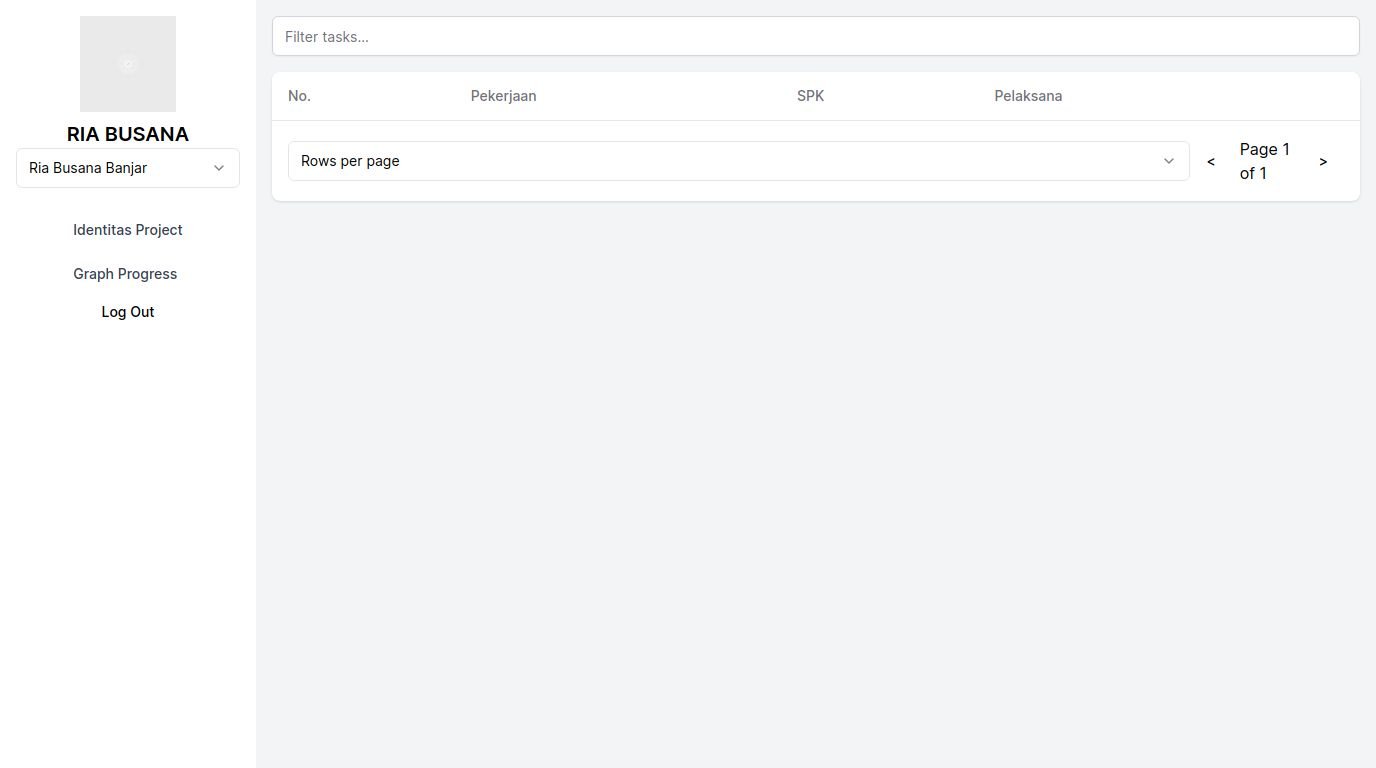 RIA BUSANA
Ria Busana Banjar
Identitas Project
Graph Progress
Log Out
Filter tasks...
No. Pekerjaan SPK Pelaksana
Rows per page
< Page 1 >
of 1